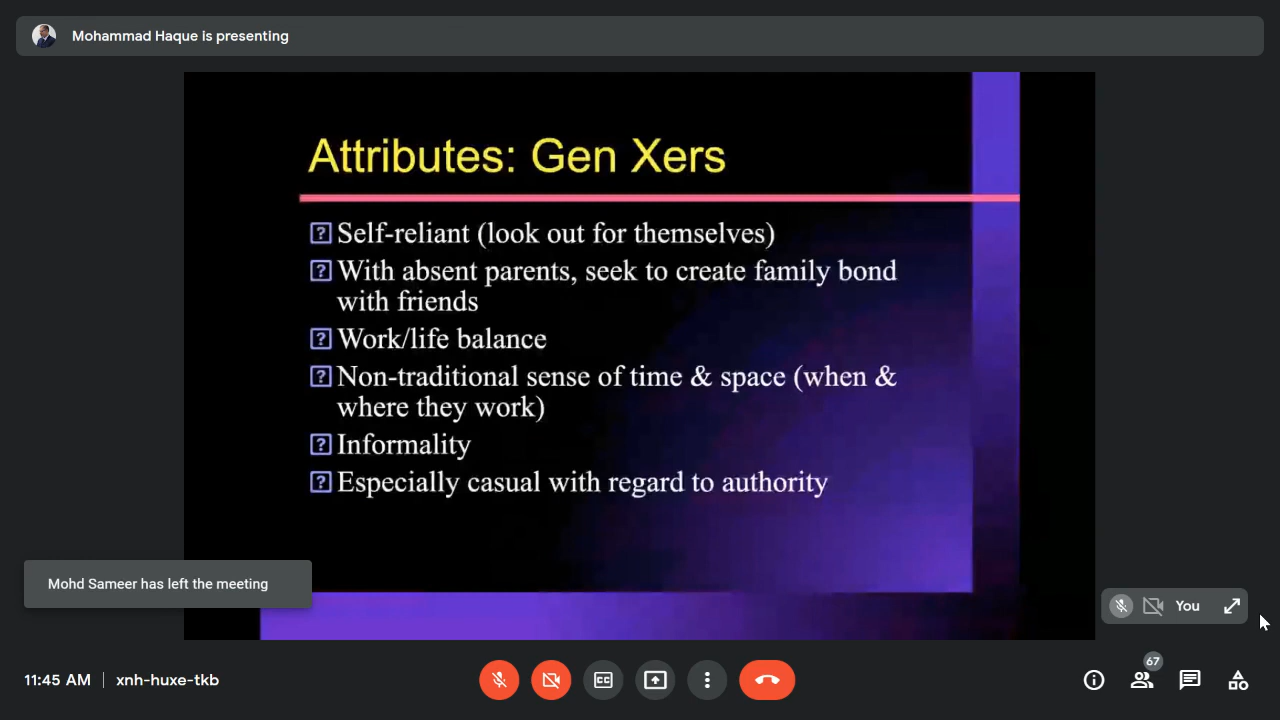 Mohammad Haque is presenting
Attributes: Gen Xers
? Self-reliant (look out for themselves)
? With absent parents, seek to create family bond
with friends
? Work/life balance
? Non-traditional sense of time & space (when &
where they work)
? Informality
? Especially casual with regard to authority
Mohd Sameer has left the meeting
You
11:45 AM | xnh-huxe-tkb
CC
67